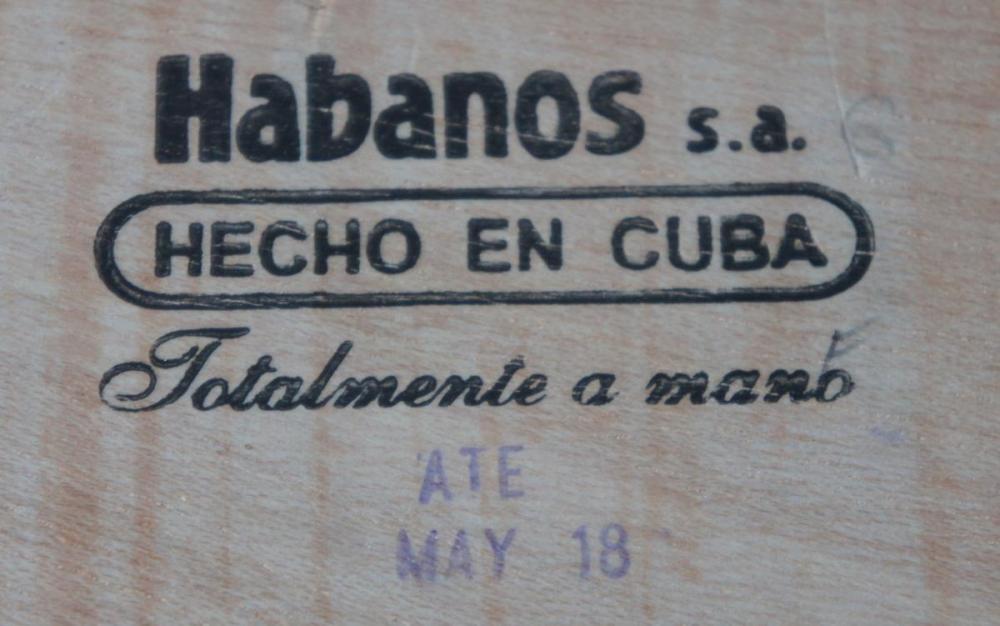 Habanos s.a.
HECHO EN CUBA
Totalmente a mano
ATE
MAY 18